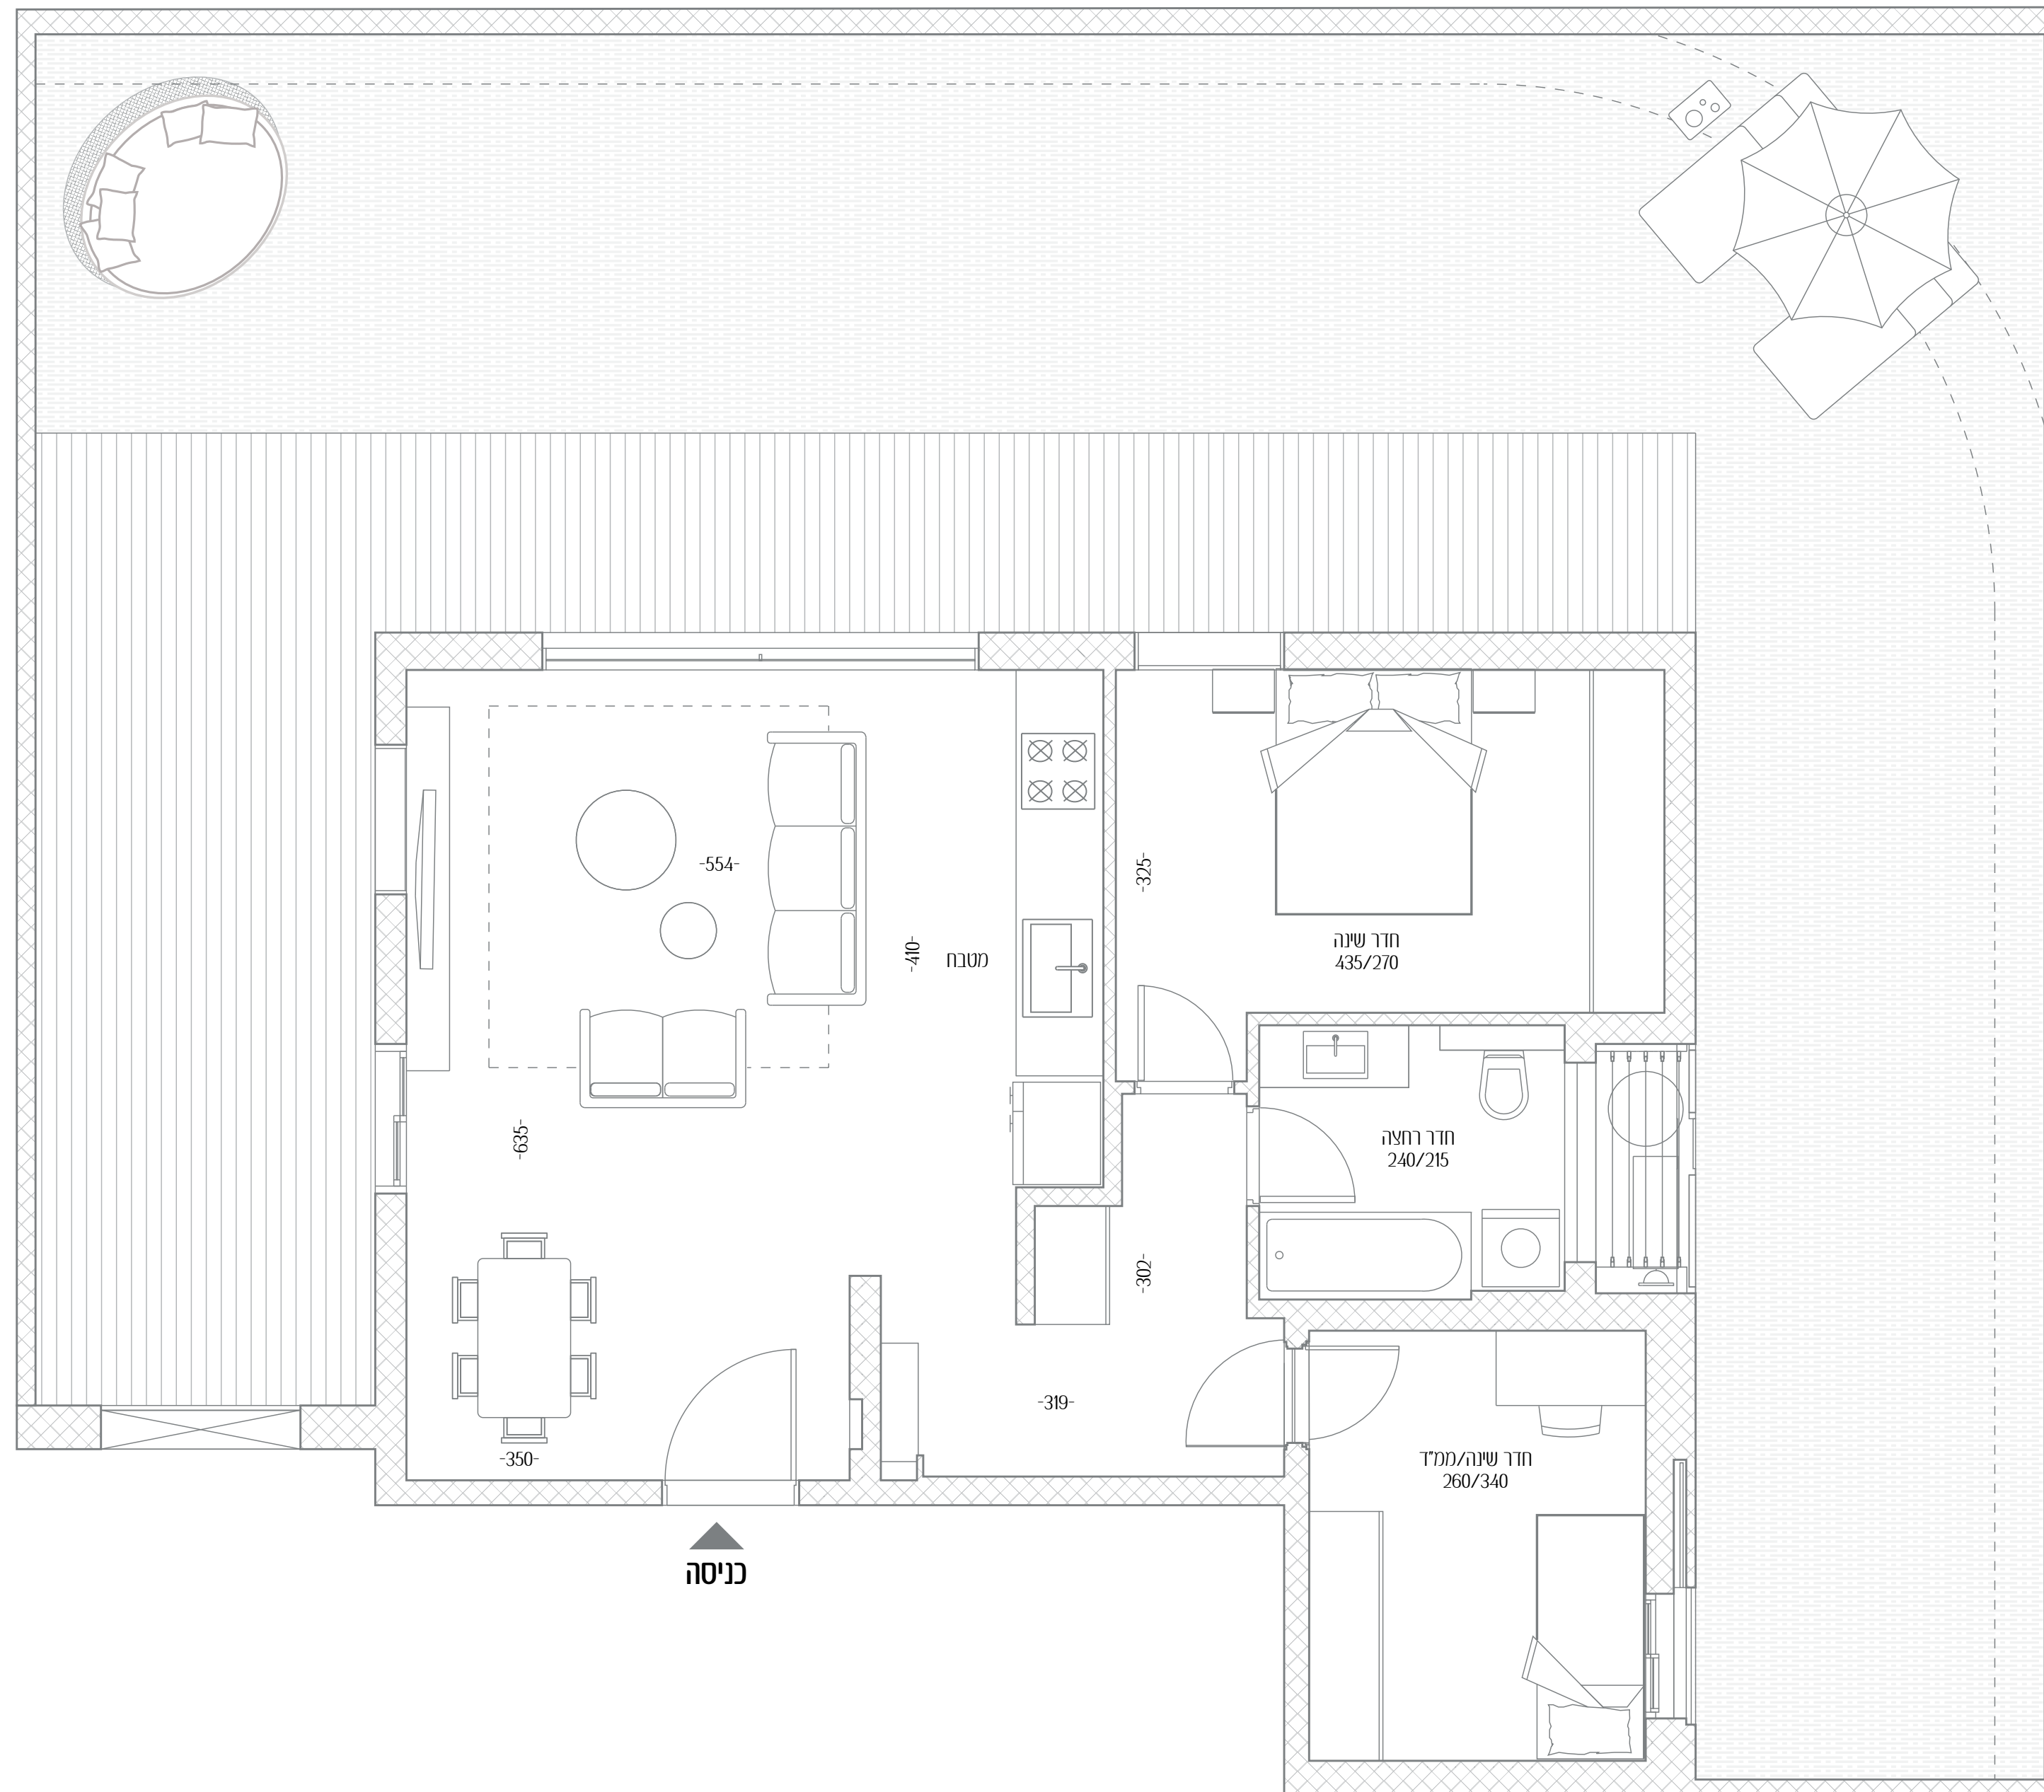 -554-
-325-
-410-
מטבח
חדר שינה
435/270
-635-
חדר רחצה
240/215
-302-
-319-
-350-
חדר שינה/ממ"ד
260/340
כניסה